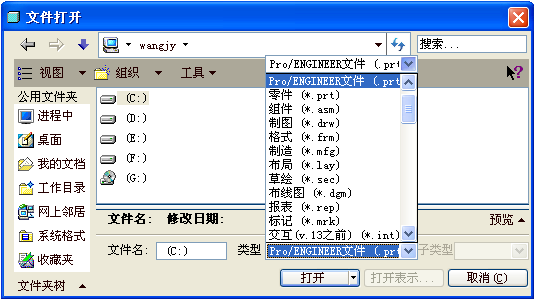 文件打开
wangjy
搜索...
视图
组织
工具
Pro/ENGINEER文件 (.prt
公用文件夹
进程中
桌面
我的文档
工作目录
网上邻居
系统格式
收藏夹
文件夹树
(C:)
(D:)
(E:)
(F:)
(G:)
Pro/ENGINEER文件 (.prt
零件 (*.prt)
组件 (*.asm)
制图 (*.drw)
格式 (*.frm)
制造 (*.mfg)
布局 (*.lay)
草绘 (*.sec)
布线图 (*.dgm)
报表 (*.rep)
标记 (*.mrk)
交互(v.13之前) (*.int)
文件名: 修改日期:
预览
文件名: (C:) 类型 Pro/ENGINEER文件 (.prt 子类型
打开 打开表示... 取消(C)